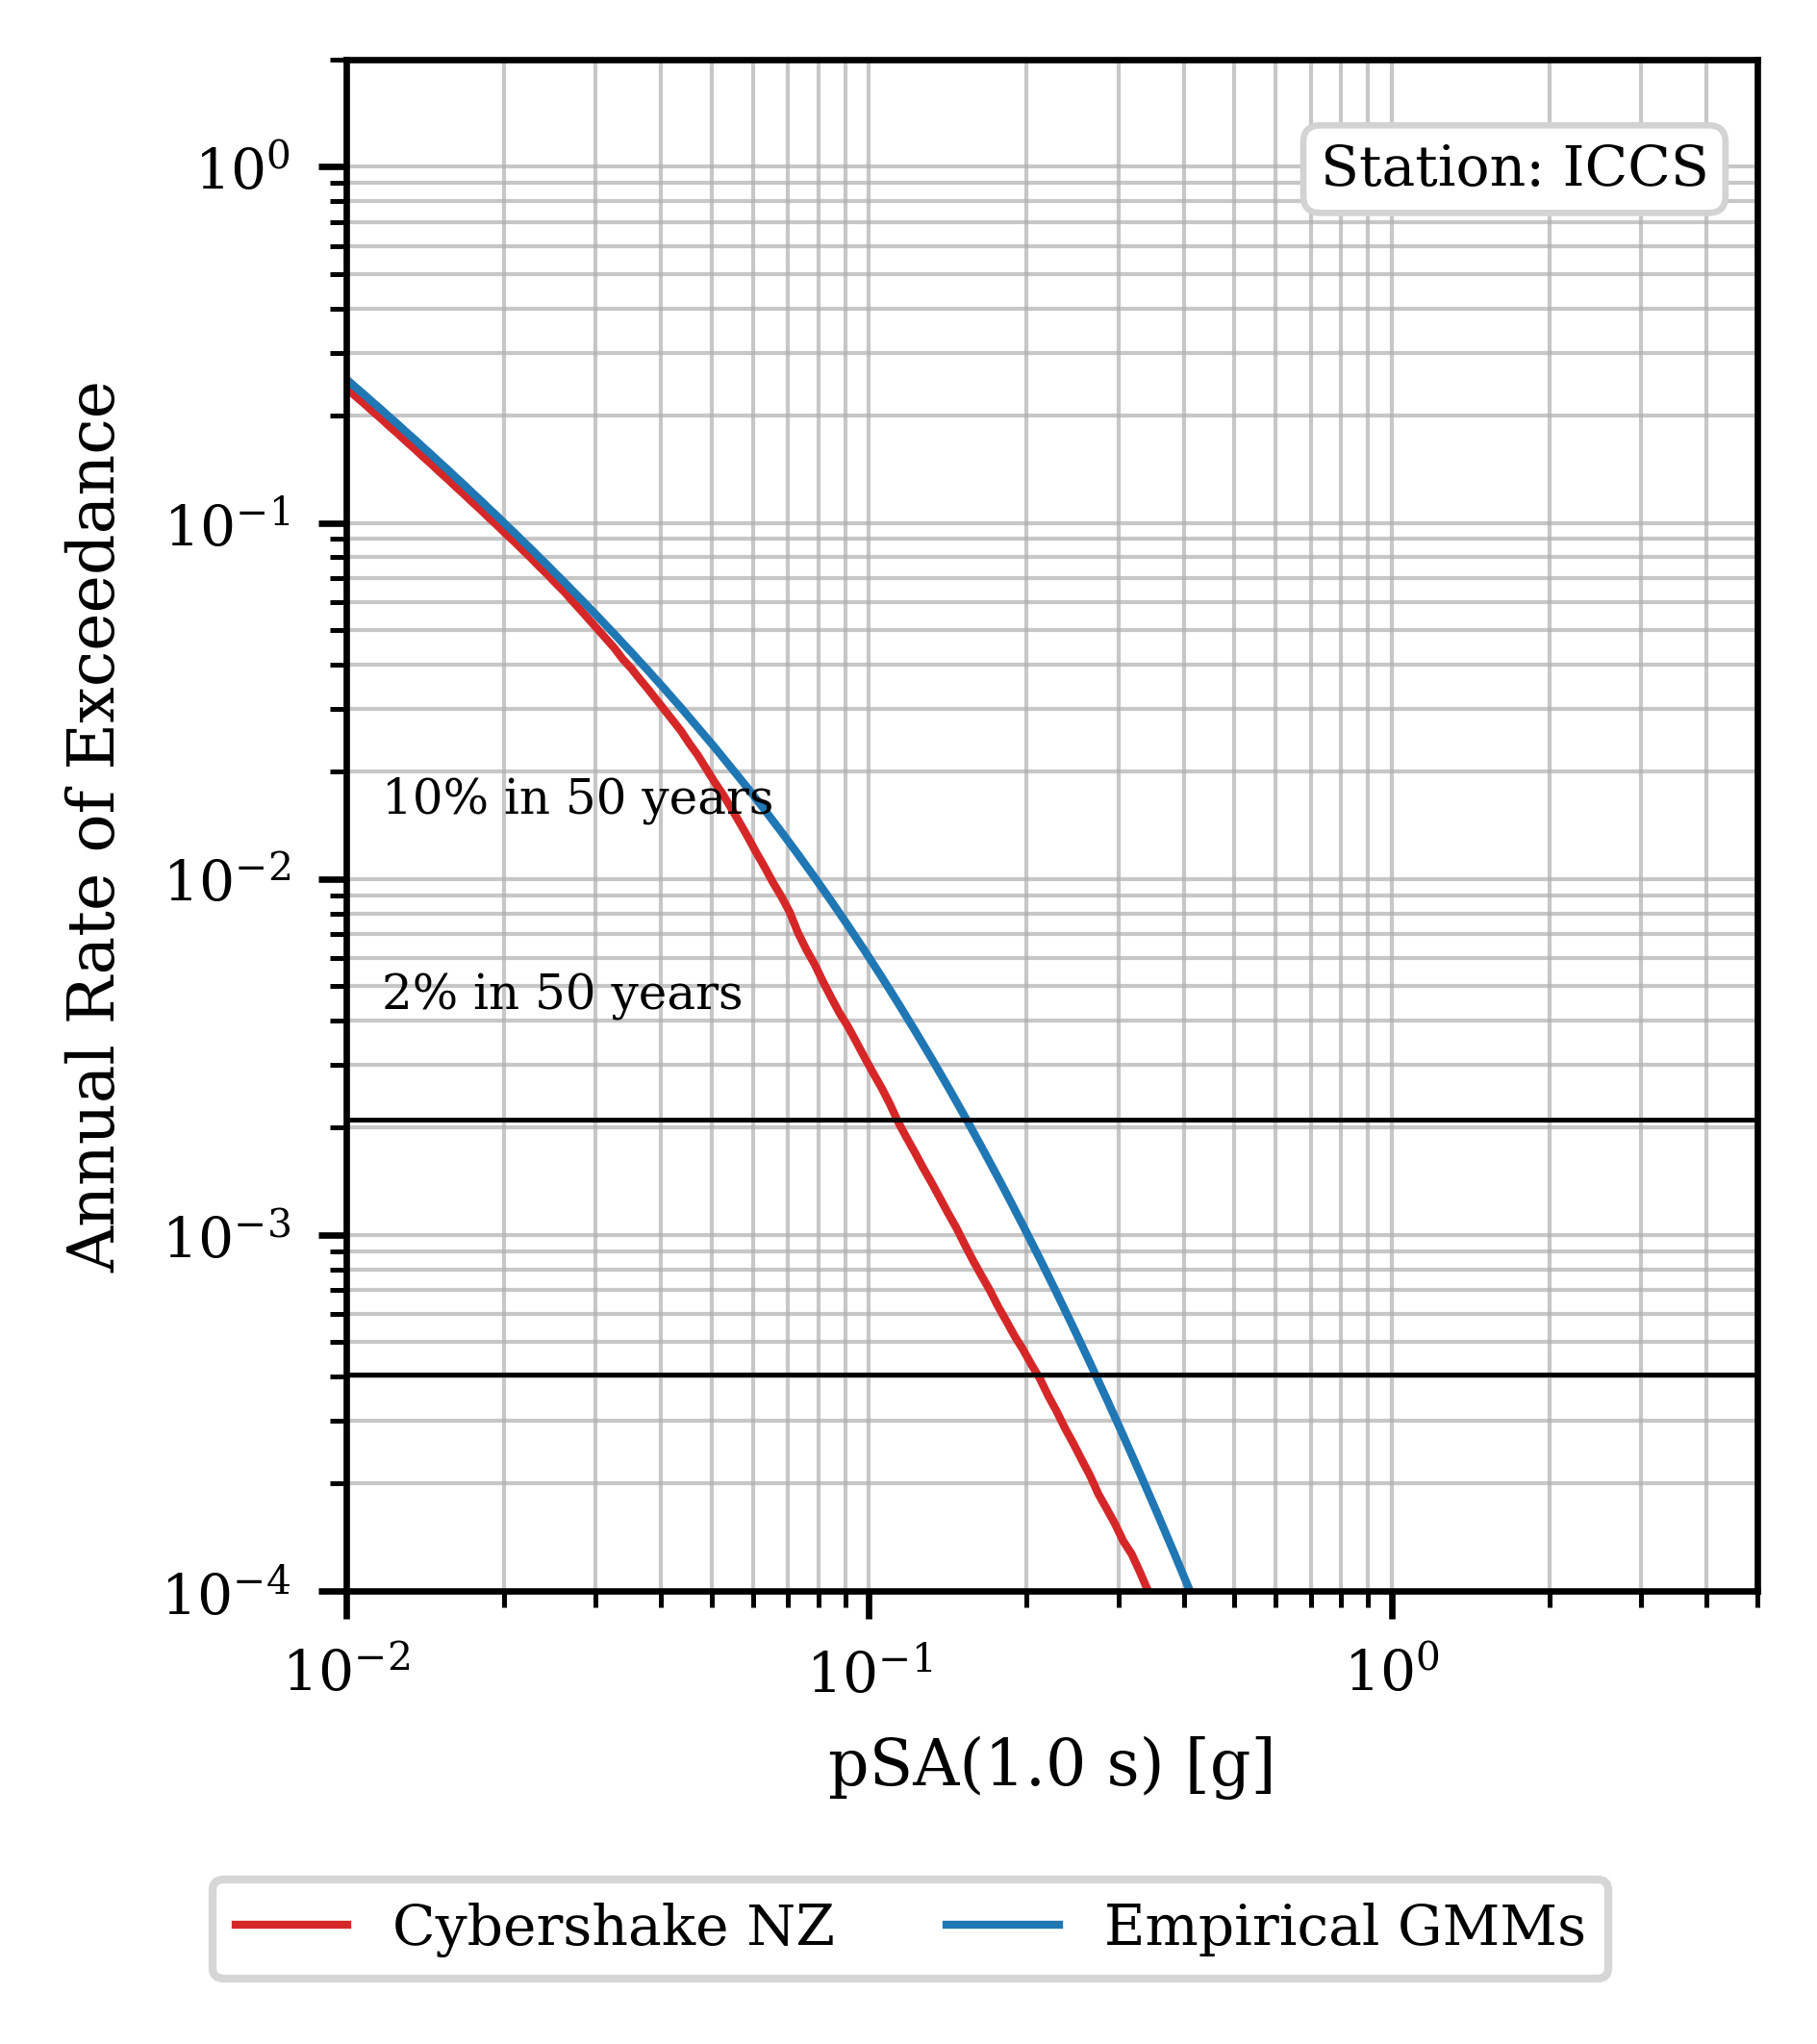 Station: ICCS
10⁰
10⁻¹
10⁻²
10⁻³
10⁻⁴
Annual Rate of Exceedance
10% in 50 years
2% in 50 years
10⁻² 10⁻¹ 10⁰
pSA(1.0 s) [g]
Cybershake NZ Empirical GMMs